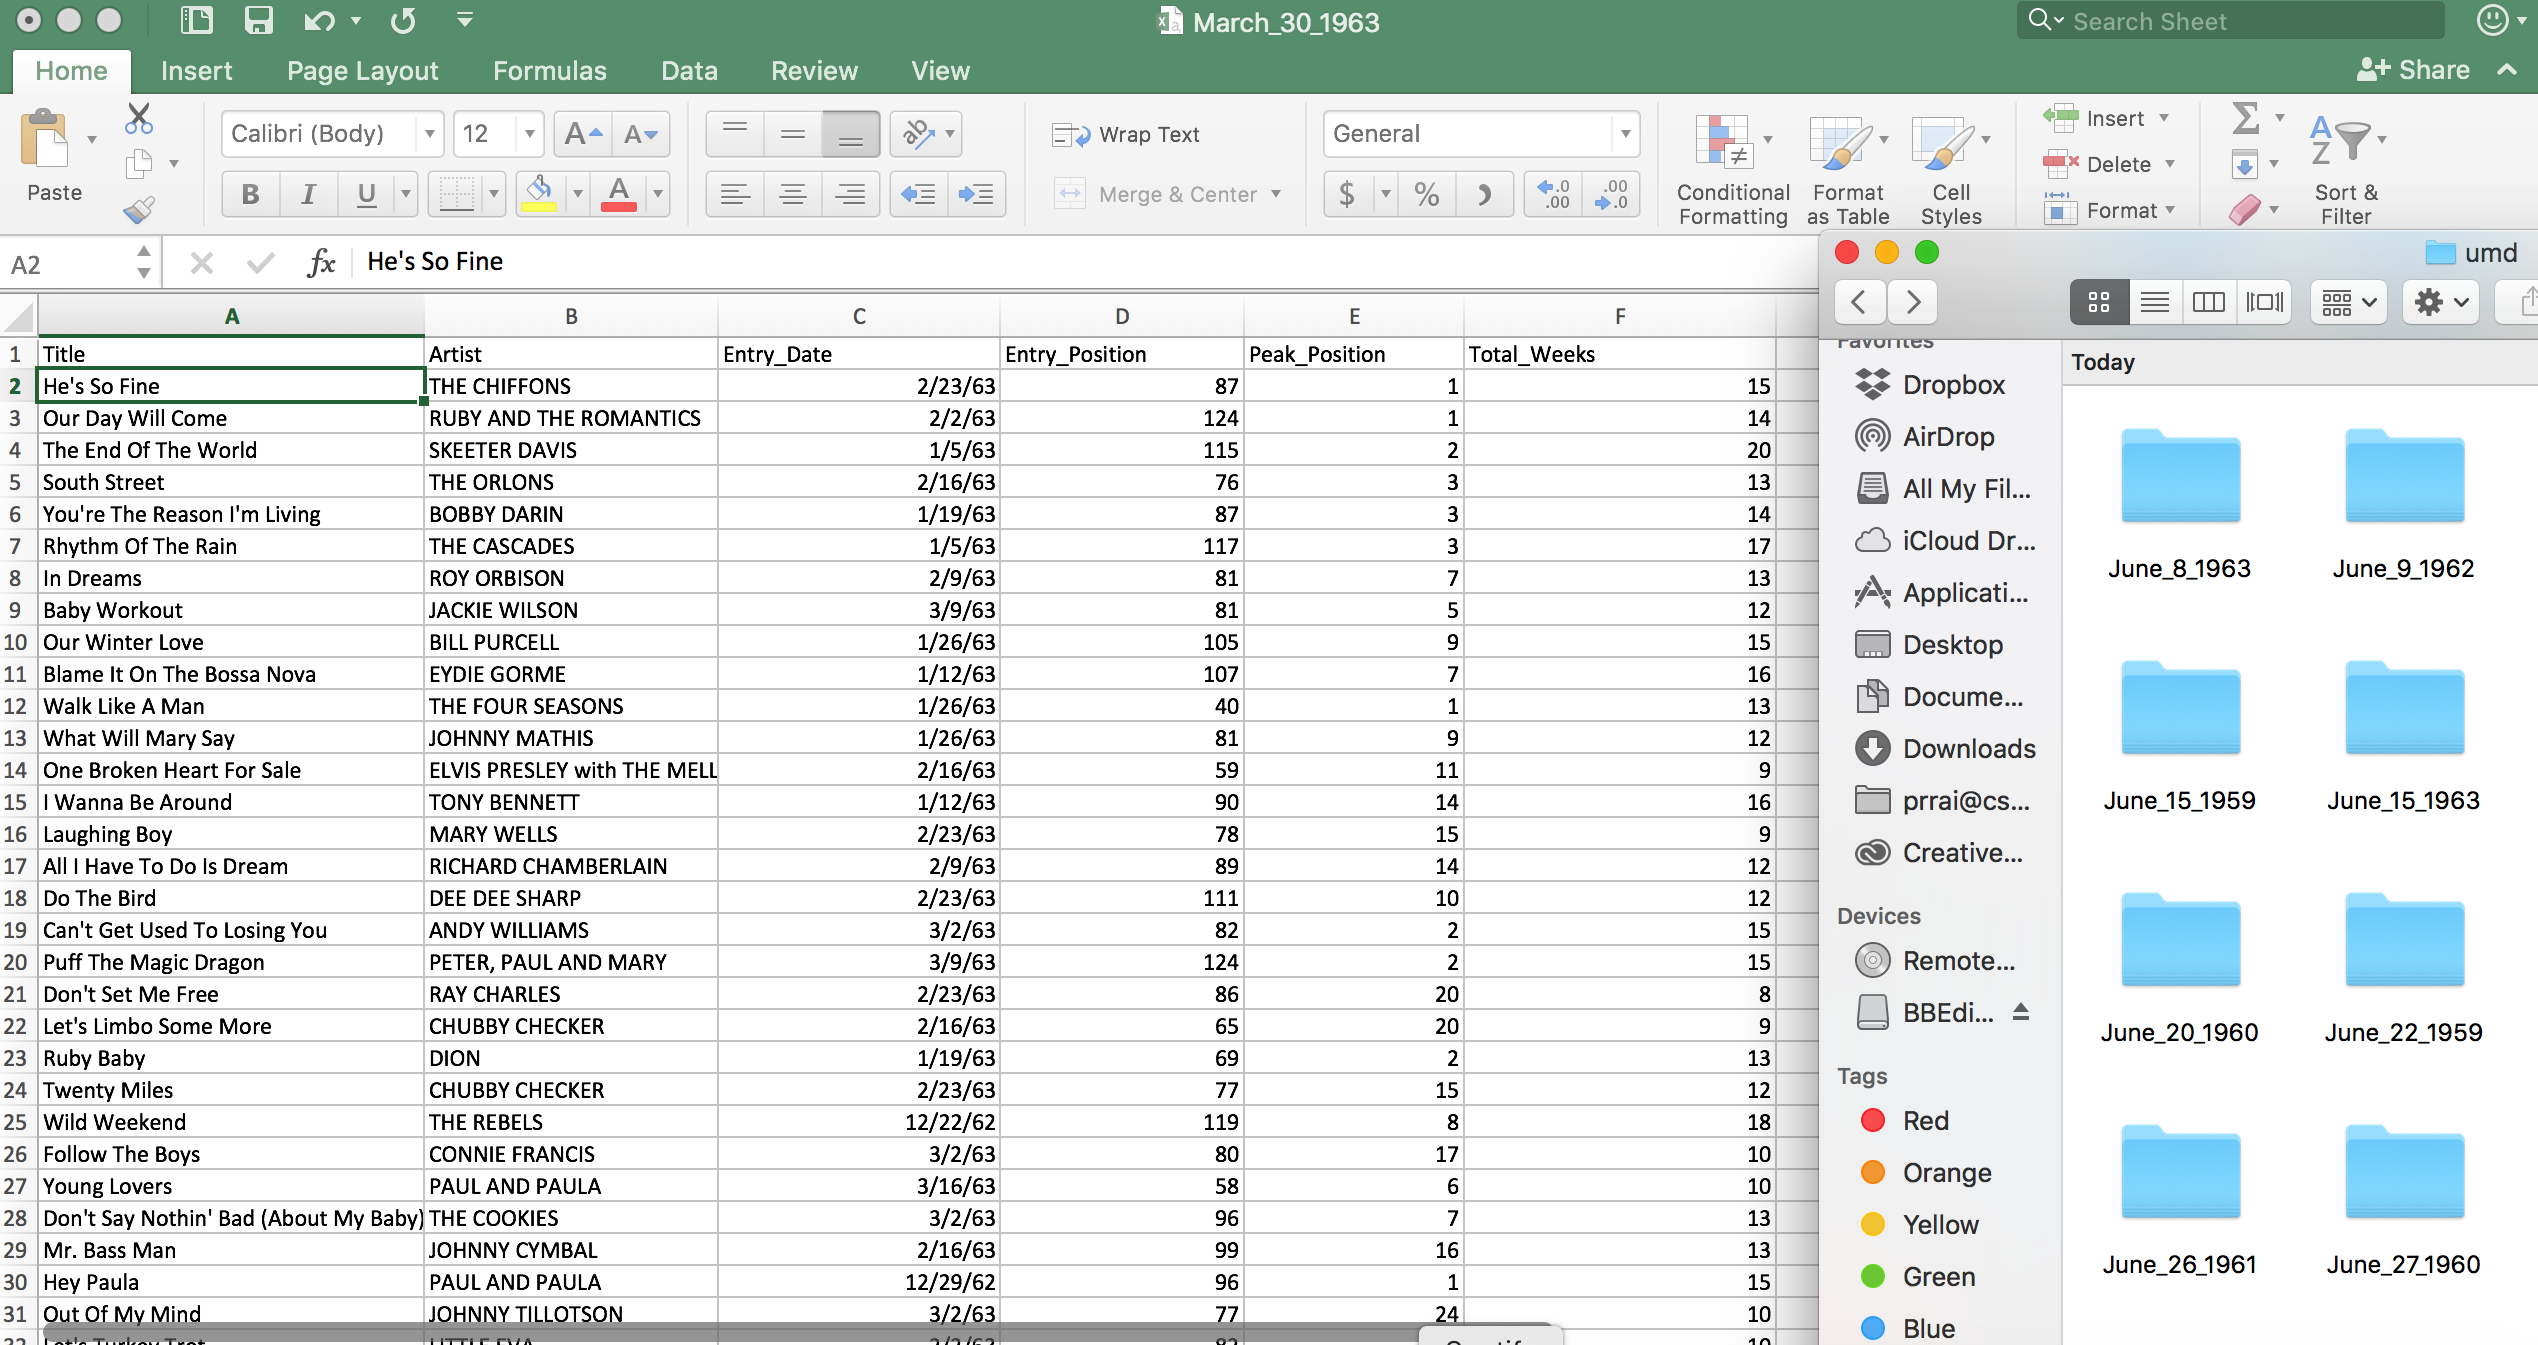 March_30_1963
Search Sheet
Home Insert Page Layout Formulas Data Review View Share
Paste
Calibri (Body) 12
Wrap Text
Merge & Center
General
Conditional Formatting
Format as Table
Cell Styles
Insert
Delete
Format
Sort & Filter
A2 fx He's So Fine
A B C D E F
1 Title Artist Entry_Date Entry_Position Peak_Position Total_Weeks
2 He's So Fine THE CHIFFONS 2/23/63 87 1 15
3 Our Day Will Come RUBY AND THE ROMANTICS 2/2/63 124 1 14
4 The End Of The World SKEETER DAVIS 1/5/63 115 2 20
5 South Street THE ORLONS 2/16/63 76 3 13
6 You're The Reason I'm Living BOBBY DARIN 1/19/63 87 3 14
7 Rhythm Of The Rain THE CASCADES 1/5/63 117 3 17
8 In Dreams ROY ORBISON 2/9/63 81 7 13
9 Baby Workout JACKIE WILSON 3/9/63 81 5 12
10 Our Winter Love BILL PURCELL 1/26/63 105 9 15
11 Blame It On The Bossa Nova EYDIE GORME 1/12/63 107 7 16
12 Walk Like A Man THE FOUR SEASONS 1/26/63 40 1 13
13 What Will Mary Say JOHNNY MATHIS 1/26/63 81 9 12
14 One Broken Heart For Sale ELVIS PRESLEY with THE MELL 2/16/63 59 11 9
15 I Wanna Be Around TONY BENNETT 1/12/63 90 14 16
16 Laughing Boy MARY WELLS 2/23/63 78 15 9
17 All I Have To Do Is Dream RICHARD CHAMBERLAIN 2/9/63 89 14 12
18 Do The Bird DEE DEE SHARP 2/23/63 111 10 12
19 Can't Get Used To Losing You ANDY WILLIAMS 3/2/63 82 2 15
20 Puff The Magic Dragon PETER, PAUL AND MARY 3/9/63 124 2 15
21 Don't Set Me Free RAY CHARLES 2/23/63 86 20 8
22 Let's Limbo Some More CHUBBY CHECKER 2/16/63 65 20 9
23 Ruby Baby DION 1/19/63 69 2 13
24 Twenty Miles CHUBBY CHECKER 2/23/63 77 15 12
25 Wild Weekend THE REBELS 12/22/62 119 8 18
26 Follow The Boys CONNIE FRANCIS 3/2/63 80 17 10
27 Young Lovers PAUL AND PAULA 3/16/63 58 6 10
28 Don't Say Nothin' Bad (About My Baby) THE COOKIES 3/2/63 96 7 13
29 Mr. Bass Man JOHNNY CYMBAL 2/16/63 99 16 13
30 Hey Paula PAUL AND PAULA 12/29/62 96 1 15
31 Out Of My Mind JOHNNY TILLOTSON 3/2/63 77 24 10
umd
Favorites
Dropbox
AirDrop
All My Fil...
iCloud Dr...
Applicati...
Desktop
Docume...
Downloads
prrai@cs...
Creative...
Devices
Remote...
BBEdi...
Tags
Red
Orange
Yellow
Green
Blue
Today
June_8_1963 June_9_1962
June_15_1959 June_15_1963
June_20_1960 June_22_1959
June_26_1961 June_27_1960